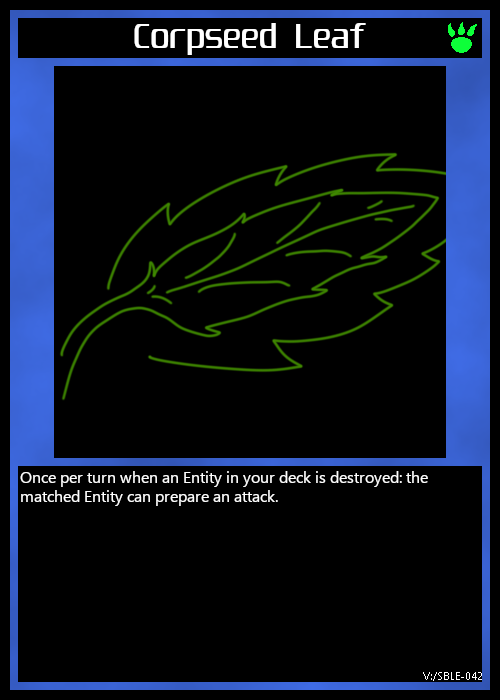 Corpseed Leaf
Once per turn when an Entity in your deck is destroyed: the
matched Entity can prepare an attack.
V:/SBLE-042